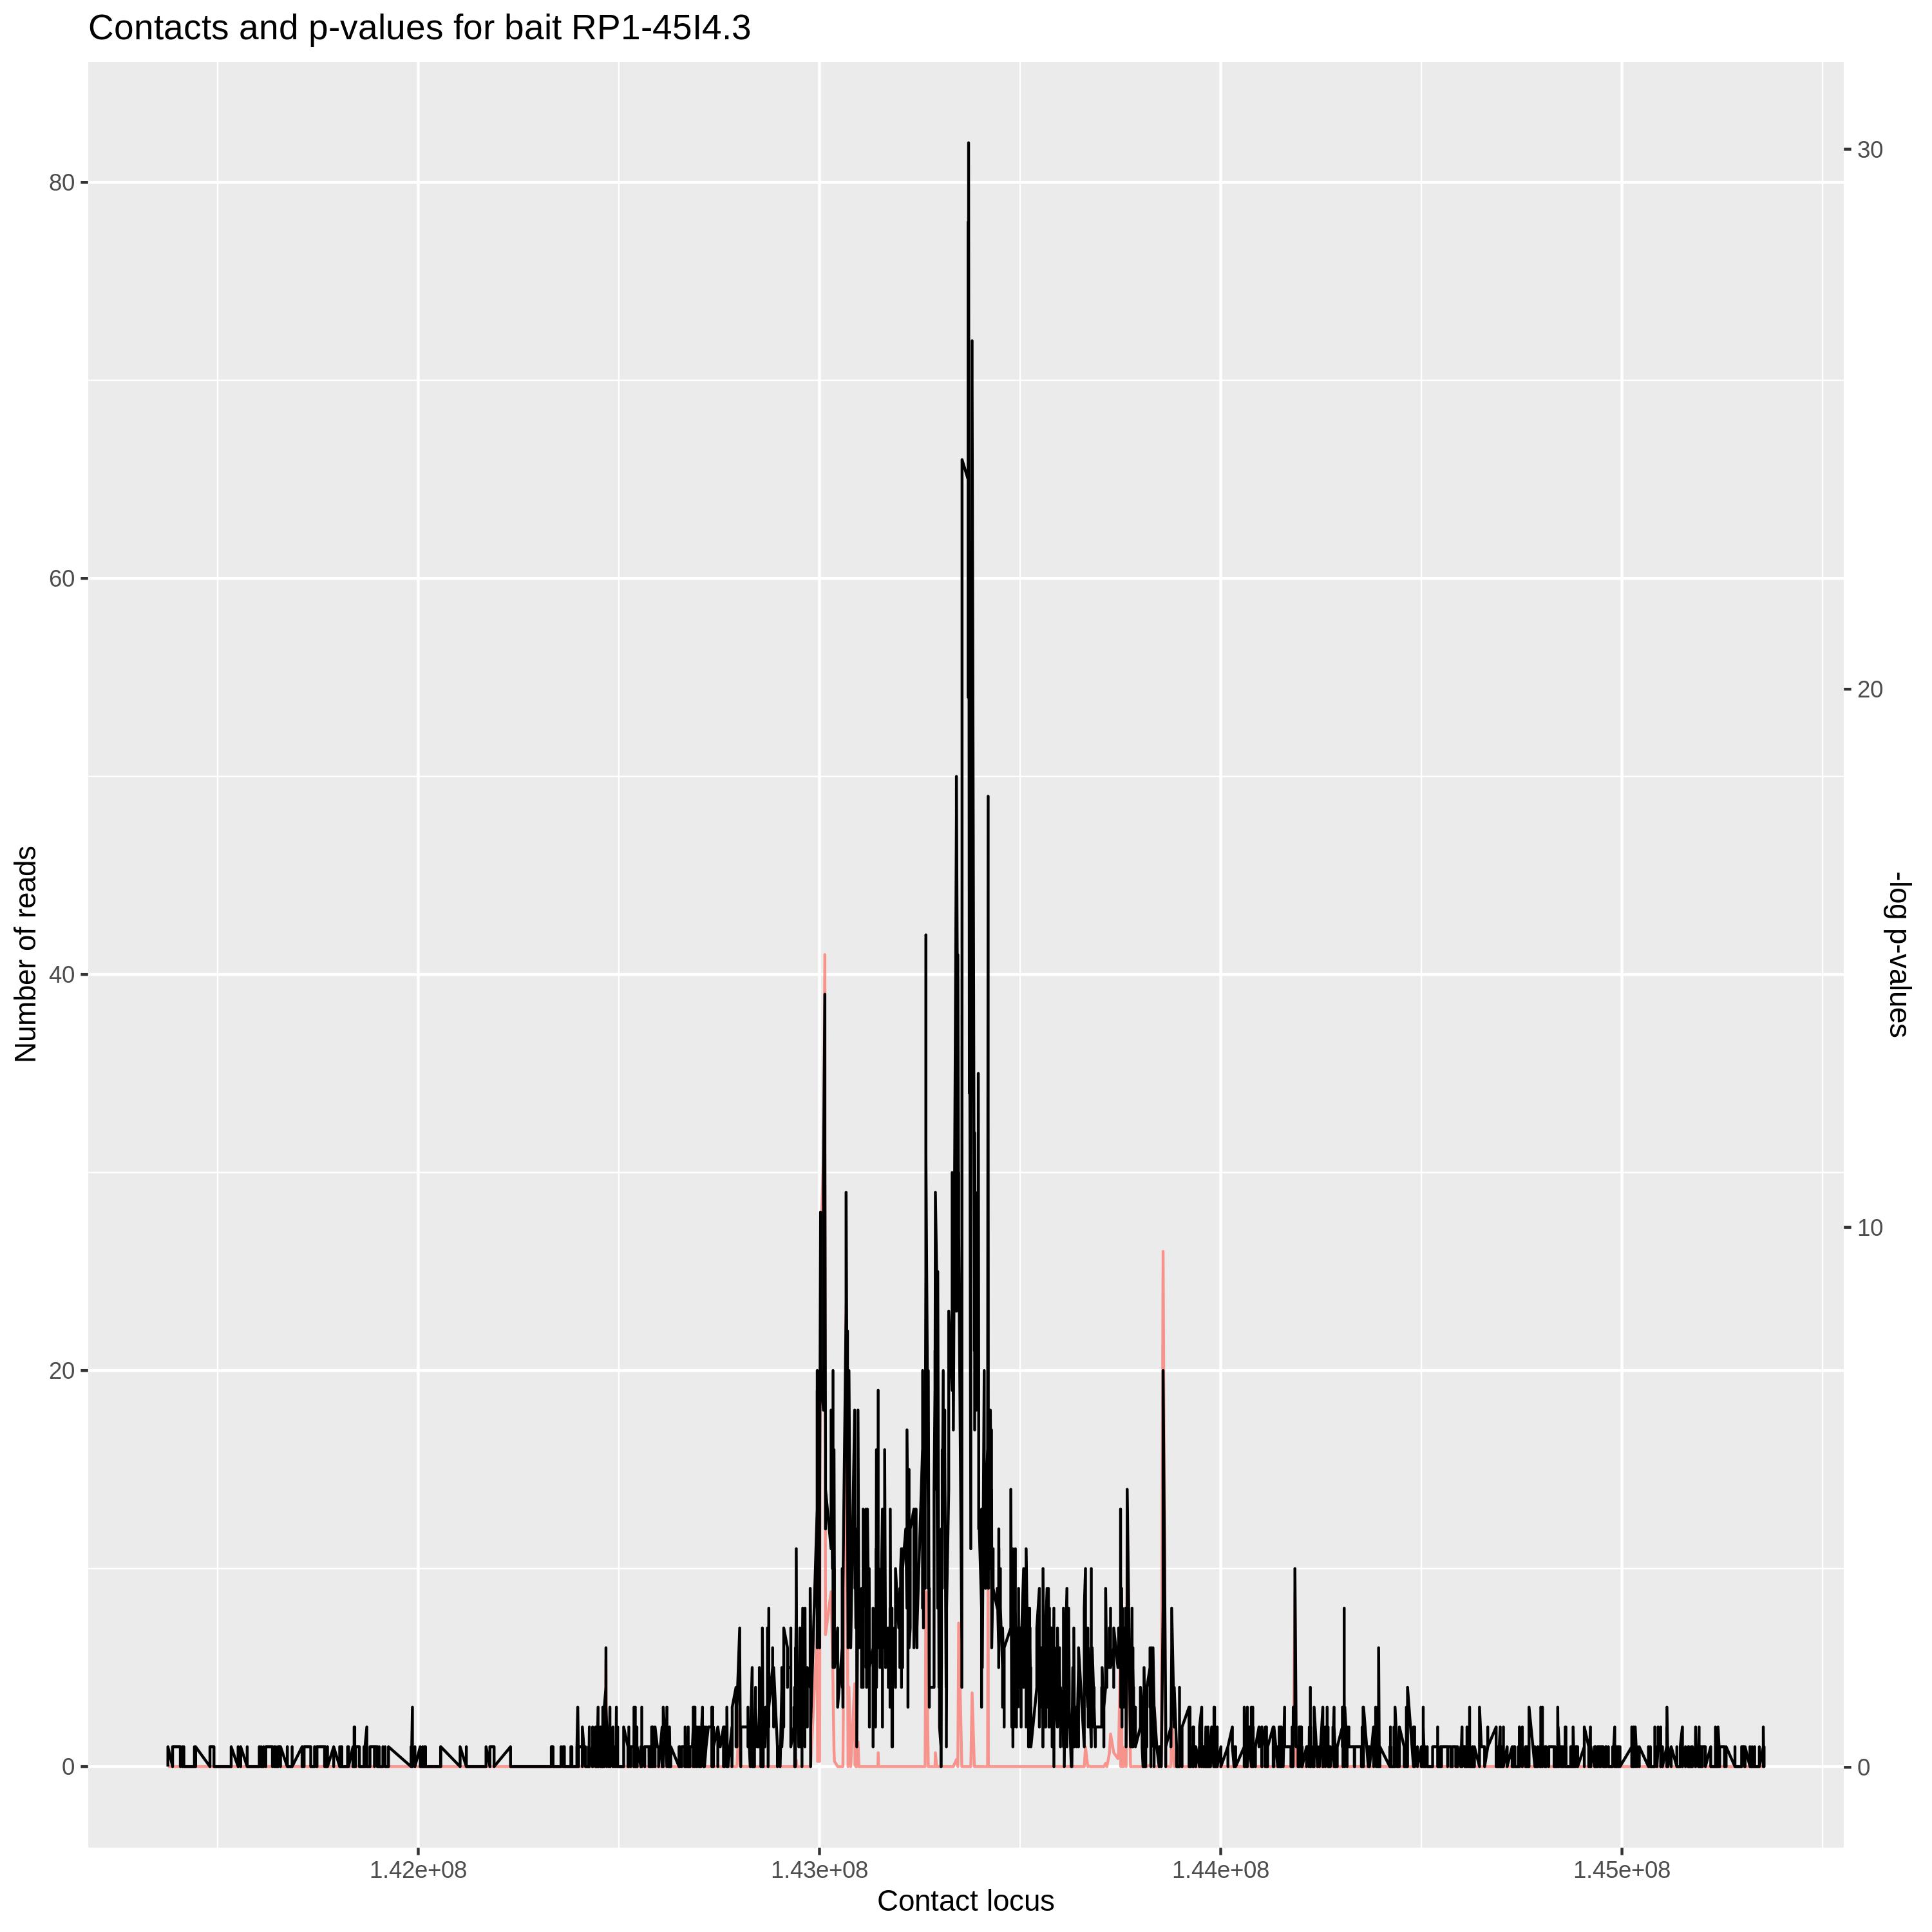 Contacts and p-values for bait RP1-45I4.3
80
60
40
20
0
30
20
10
0
Number of reads
-log p-values
1.42e+08 1.43e+08 1.44e+08 1.45e+08
Contact locus